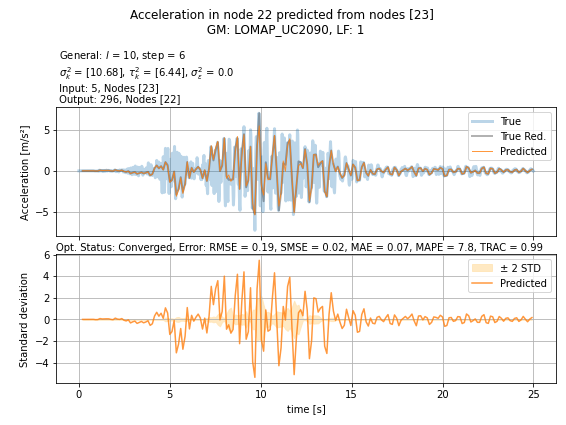 Acceleration in node 22 predicted from nodes [23]
GM: LOMAP_UC2090, LF: 1
General: l = 10, step = 6
σ²ₖ = [10.68], τ²ₖ = [6.44], σ²ε = 0.0
Input: 5, Nodes [23]
Output: 296, Nodes [22]
Acceleration [m/s²]
5
0
−5
True
True Red.
Predicted
Opt. Status: Converged, Error: RMSE = 0.19, SMSE = 0.02, MAE = 0.07, MAPE = 7.8, TRAC = 0.99
Standard deviation
6
4
2
0
−2
−4
± 2 STD
Predicted
0 5 10 15 20 25
time [s]